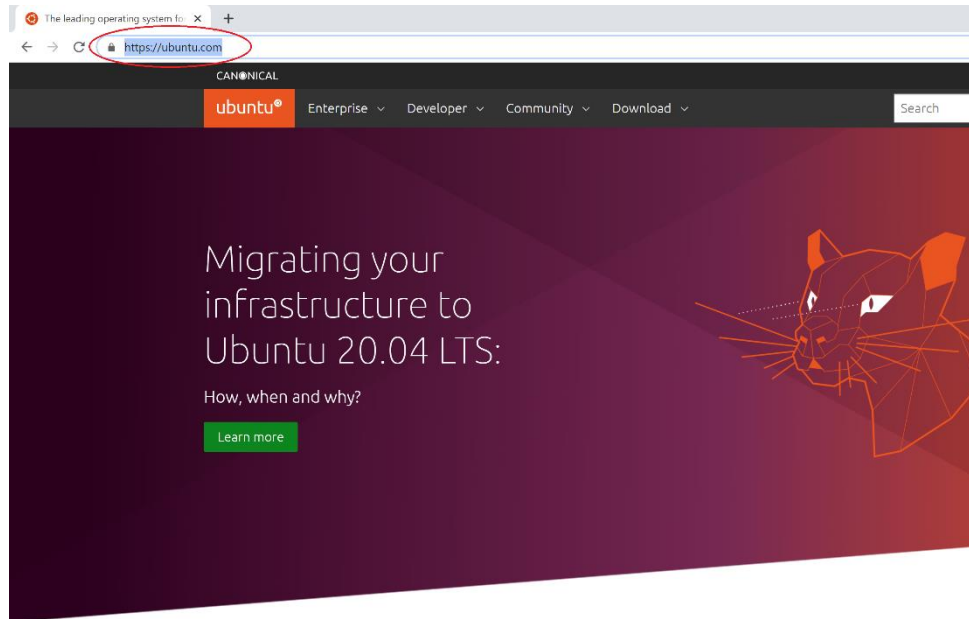 The leading operating system fo
https://ubuntu.com
CANONICAL
ubuntu® Enterprise Developer Community Download Search
Migrating your
infrastructure to
Ubuntu 20.04 LTS:
How, when and why?
Learn more